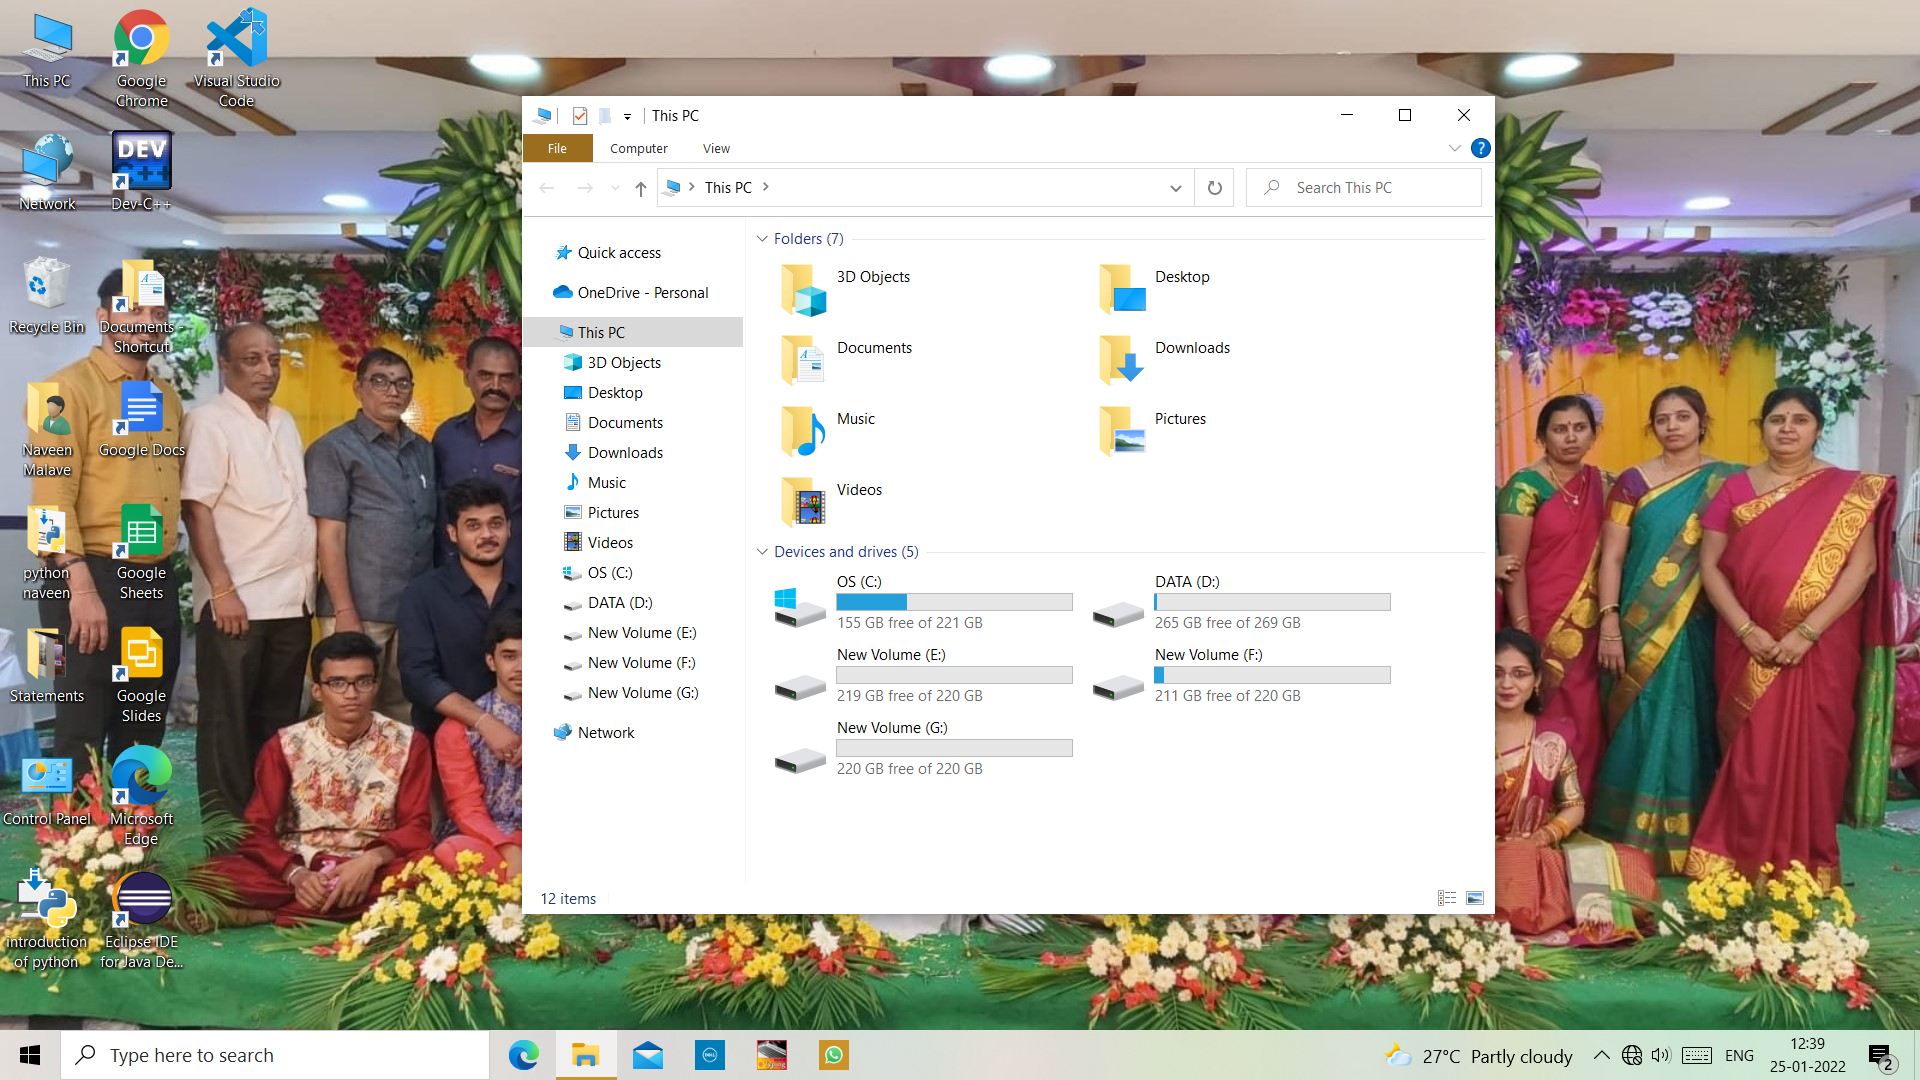 This PC
Google
Chrome
Visual Studio
Code
Network
DEV
C++
Dev-C++
Recycle Bin
Documents -
Shortcut
Naveen
Malave
Google Docs
python
naveen
Google
Sheets
Statements
Google
Slides
Control Panel
Microsoft
Edge
introduction
of python
Eclipse IDE
for Java De...
This PC
File
Computer
View
?
This PC
Search This PC
Quick access
OneDrive - Personal
This PC
3D Objects
Desktop
Documents
Downloads
Music
Pictures
Videos
OS (C:)
DATA (D:)
New Volume (E:)
New Volume (F:)
New Volume (G:)
Network
Folders (7)
3D Objects
Desktop
Documents
Downloads
Music
Pictures
Videos
Devices and drives (5)
OS (C:)
155 GB free of 221 GB
DATA (D:)
265 GB free of 269 GB
New Volume (E:)
219 GB free of 220 GB
New Volume (F:)
211 GB free of 220 GB
New Volume (G:)
220 GB free of 220 GB
12 items
Type here to search
DELL
27°C Partly cloudy
ENG
12:39
25-01-2022
2